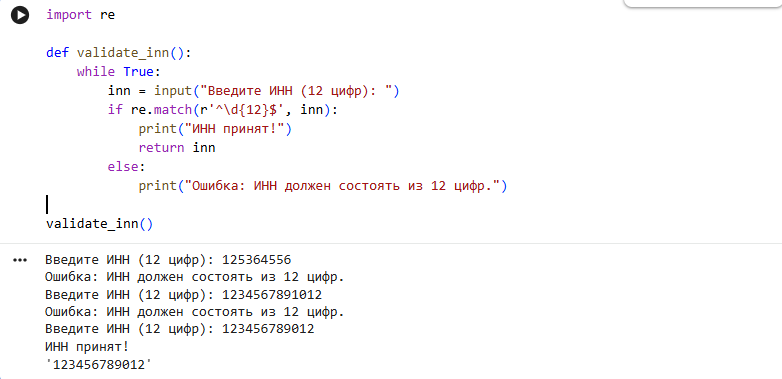 import re
def validate_inn():
while True:
inn = input("Введите ИНН (12 цифр): ")
if re.match(r'^\d{12}$', inn):
print("ИНН принят!")
return inn
else:
print("Ошибка: ИНН должен состоять из 12 цифр.")
validate_inn()
Введите ИНН (12 цифр): 125364556
Ошибка: ИНН должен состоять из 12 цифр.
Введите ИНН (12 цифр): 1234567891012
Ошибка: ИНН должен состоять из 12 цифр.
Введите ИНН (12 цифр): 123456789012
ИНН принят!
'123456789012'